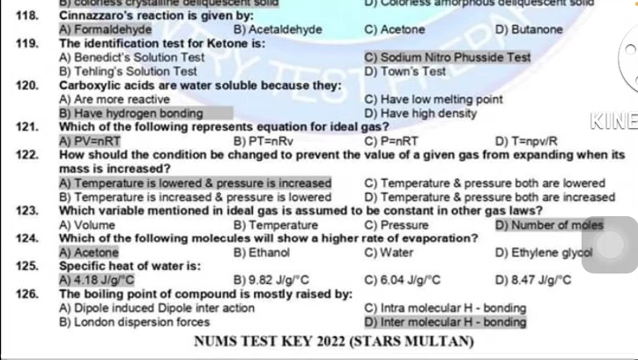 D) colorless crystalline deliquescent solid D) Colorless amorphous deliquescent solid
118. Cinnazzaro's reaction is given by:
A) Formaldehyde B) Acetaldehyde C) Acetone D) Butanone
119. The identification test for Ketone is:
A) Benedict's Solution Test C) Sodium Nitro Phusside Test
B) Tehling's Solution Test D) Town's Test
120. Carboxylic acids are water soluble because they:
A) Are more reactive C) Have low melting point
B) Have hydrogen bonding D) Have high density
121. Which of the following represents equation for ideal gas?
A) PV=nRT B) PT=nRv C) P=nRT D) T=npv/R
122. How should the condition be changed to prevent the value of a given gas from expanding when its
mass is increased?
A) Temperature is lowered & pressure is increased C) Temperature & pressure both are lowered
B) Temperature is increased & pressure is lowered D) Temperature & pressure both are increased
123. Which variable mentioned in ideal gas is assumed to be constant in other gas laws?
A) Volume B) Temperature C) Pressure D) Number of moles
124. Which of the following molecules will show a higher rate of evaporation?
A) Acetone B) Ethanol C) Water D) Ethylene glycol
125. Specific heat of water is:
A) 4.18 J/g/°C B) 9.82 J/g/°C C) 6.04 J/g/°C D) 8.47 J/g/°C
126. The boiling point of compound is mostly raised by:
A) Dipole induced Dipole inter action C) Intra molecular H - bonding
B) London dispersion forces D) Inter molecular H - bonding
NUMS TEST KEY 2022 (STARS MULTAN)
KINE